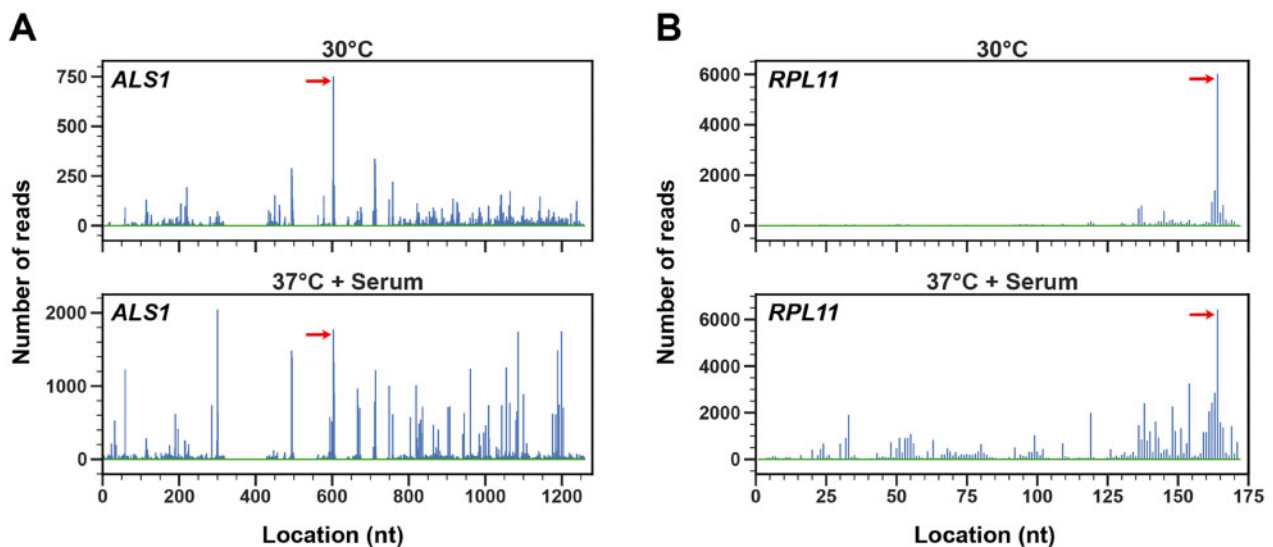 A
B
30°C
ALS1
750
500
250
0
37°C + Serum
ALS1
2000
1000
0
0 200 400 600 800 1000 1200
Number of reads
Location (nt)
30°C
RPL11
6000
4000
2000
0
37°C + Serum
RPL11
6000
4000
2000
0
0 25 50 75 100 125 150 175
Number of reads
Location (nt)